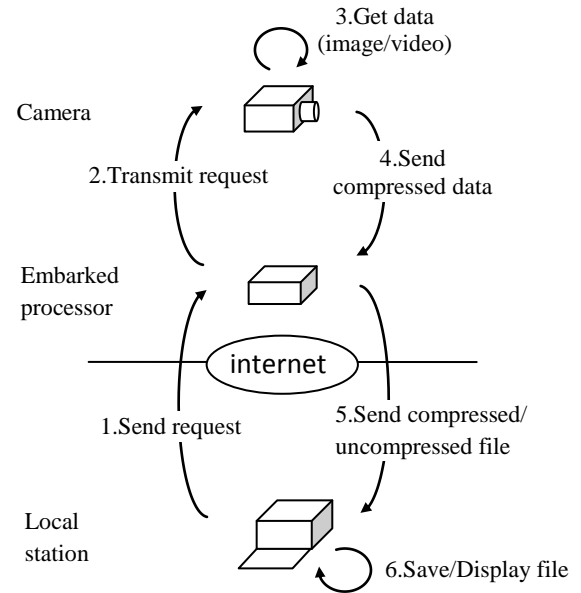 3.Get data
(image/video)
Camera
2.Transmit request
4.Send
compressed data
Embarked
processor
internet
1.Send request
5.Send compressed/
uncompressed file
Local
station
6.Save/Display file